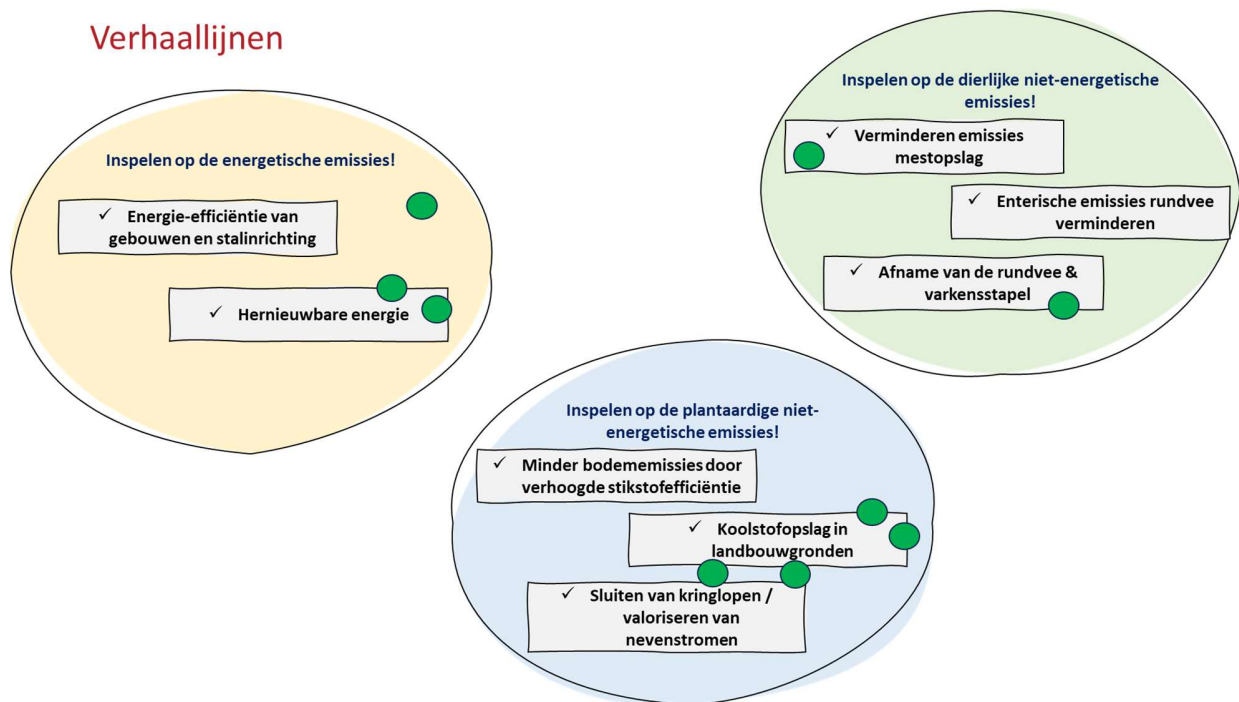 Verhaallijnen
Inspelen op de energetische emissies!
✓ Energie-efficiëntie van
gebouwen en stalinrichting
✓ Hernieuwbare energie
Inspelen op de dierlijke niet-energetische
emissies!
✓ Verminderen emissies
mestopslag
✓ Enterische emissies rundvee
verminderen
✓ Afname van de rundvee &
varkensstapel
Inspelen op de plantaardige niet-
energetische emissies!
✓ Minder bodememissies door
verhoogde stikstofefficiëntie
✓ Koolstofopslag in
landbouwgronden
✓ Sluiten van kringlopen /
valoriseren van
nevenstromen